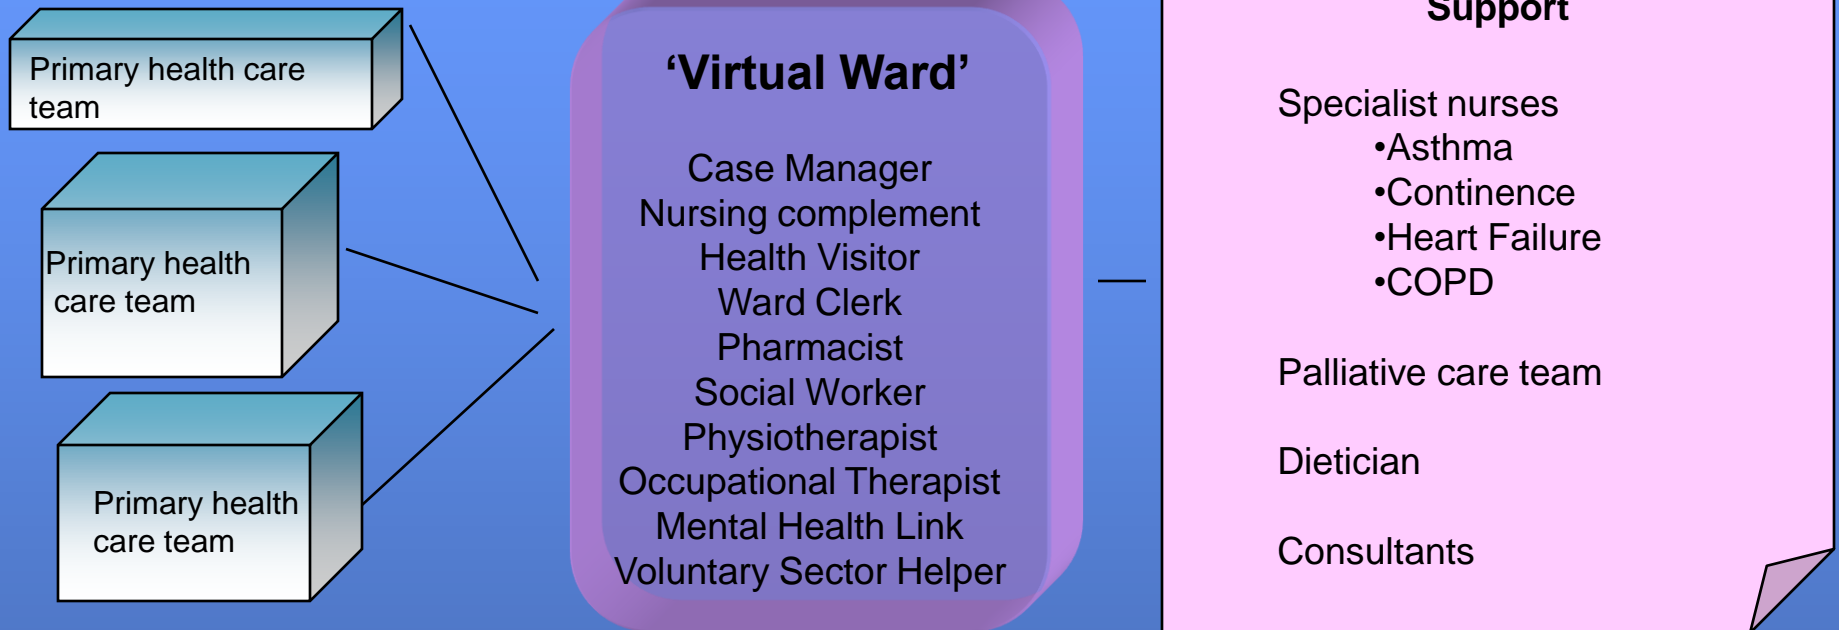 Primary health care
team
Primary health
care team
Primary health
care team
‘Virtual Ward’
Case Manager
Nursing complement
Health Visitor
Ward Clerk
Pharmacist
Social Worker
Physiotherapist
Occupational Therapist
Mental Health Link
Voluntary Sector Helper
Support
Specialist nurses
•Asthma
•Continence
•Heart Failure
•COPD
Palliative care team
Dietician
Consultants